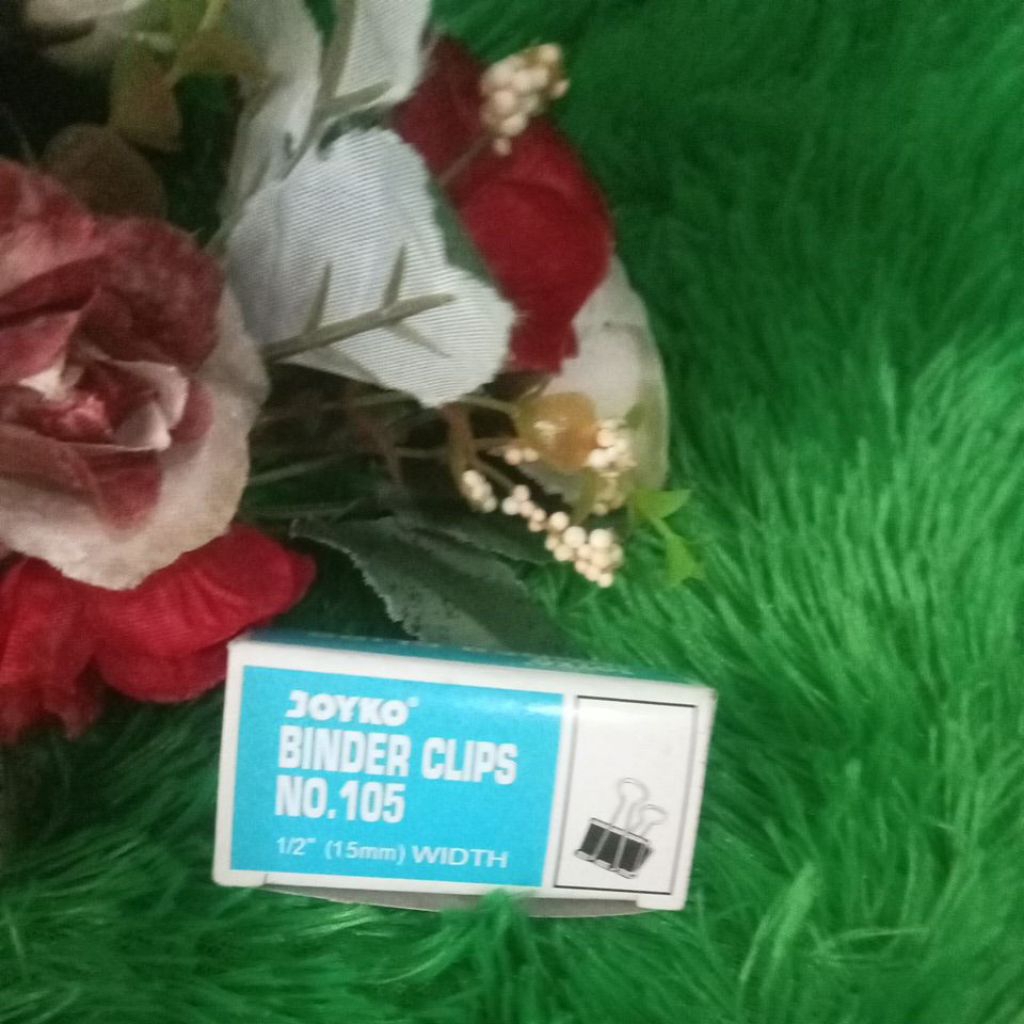 JOYKO®
BINDER CLIPS
NO.105
1/2" (15mm) WIDTH